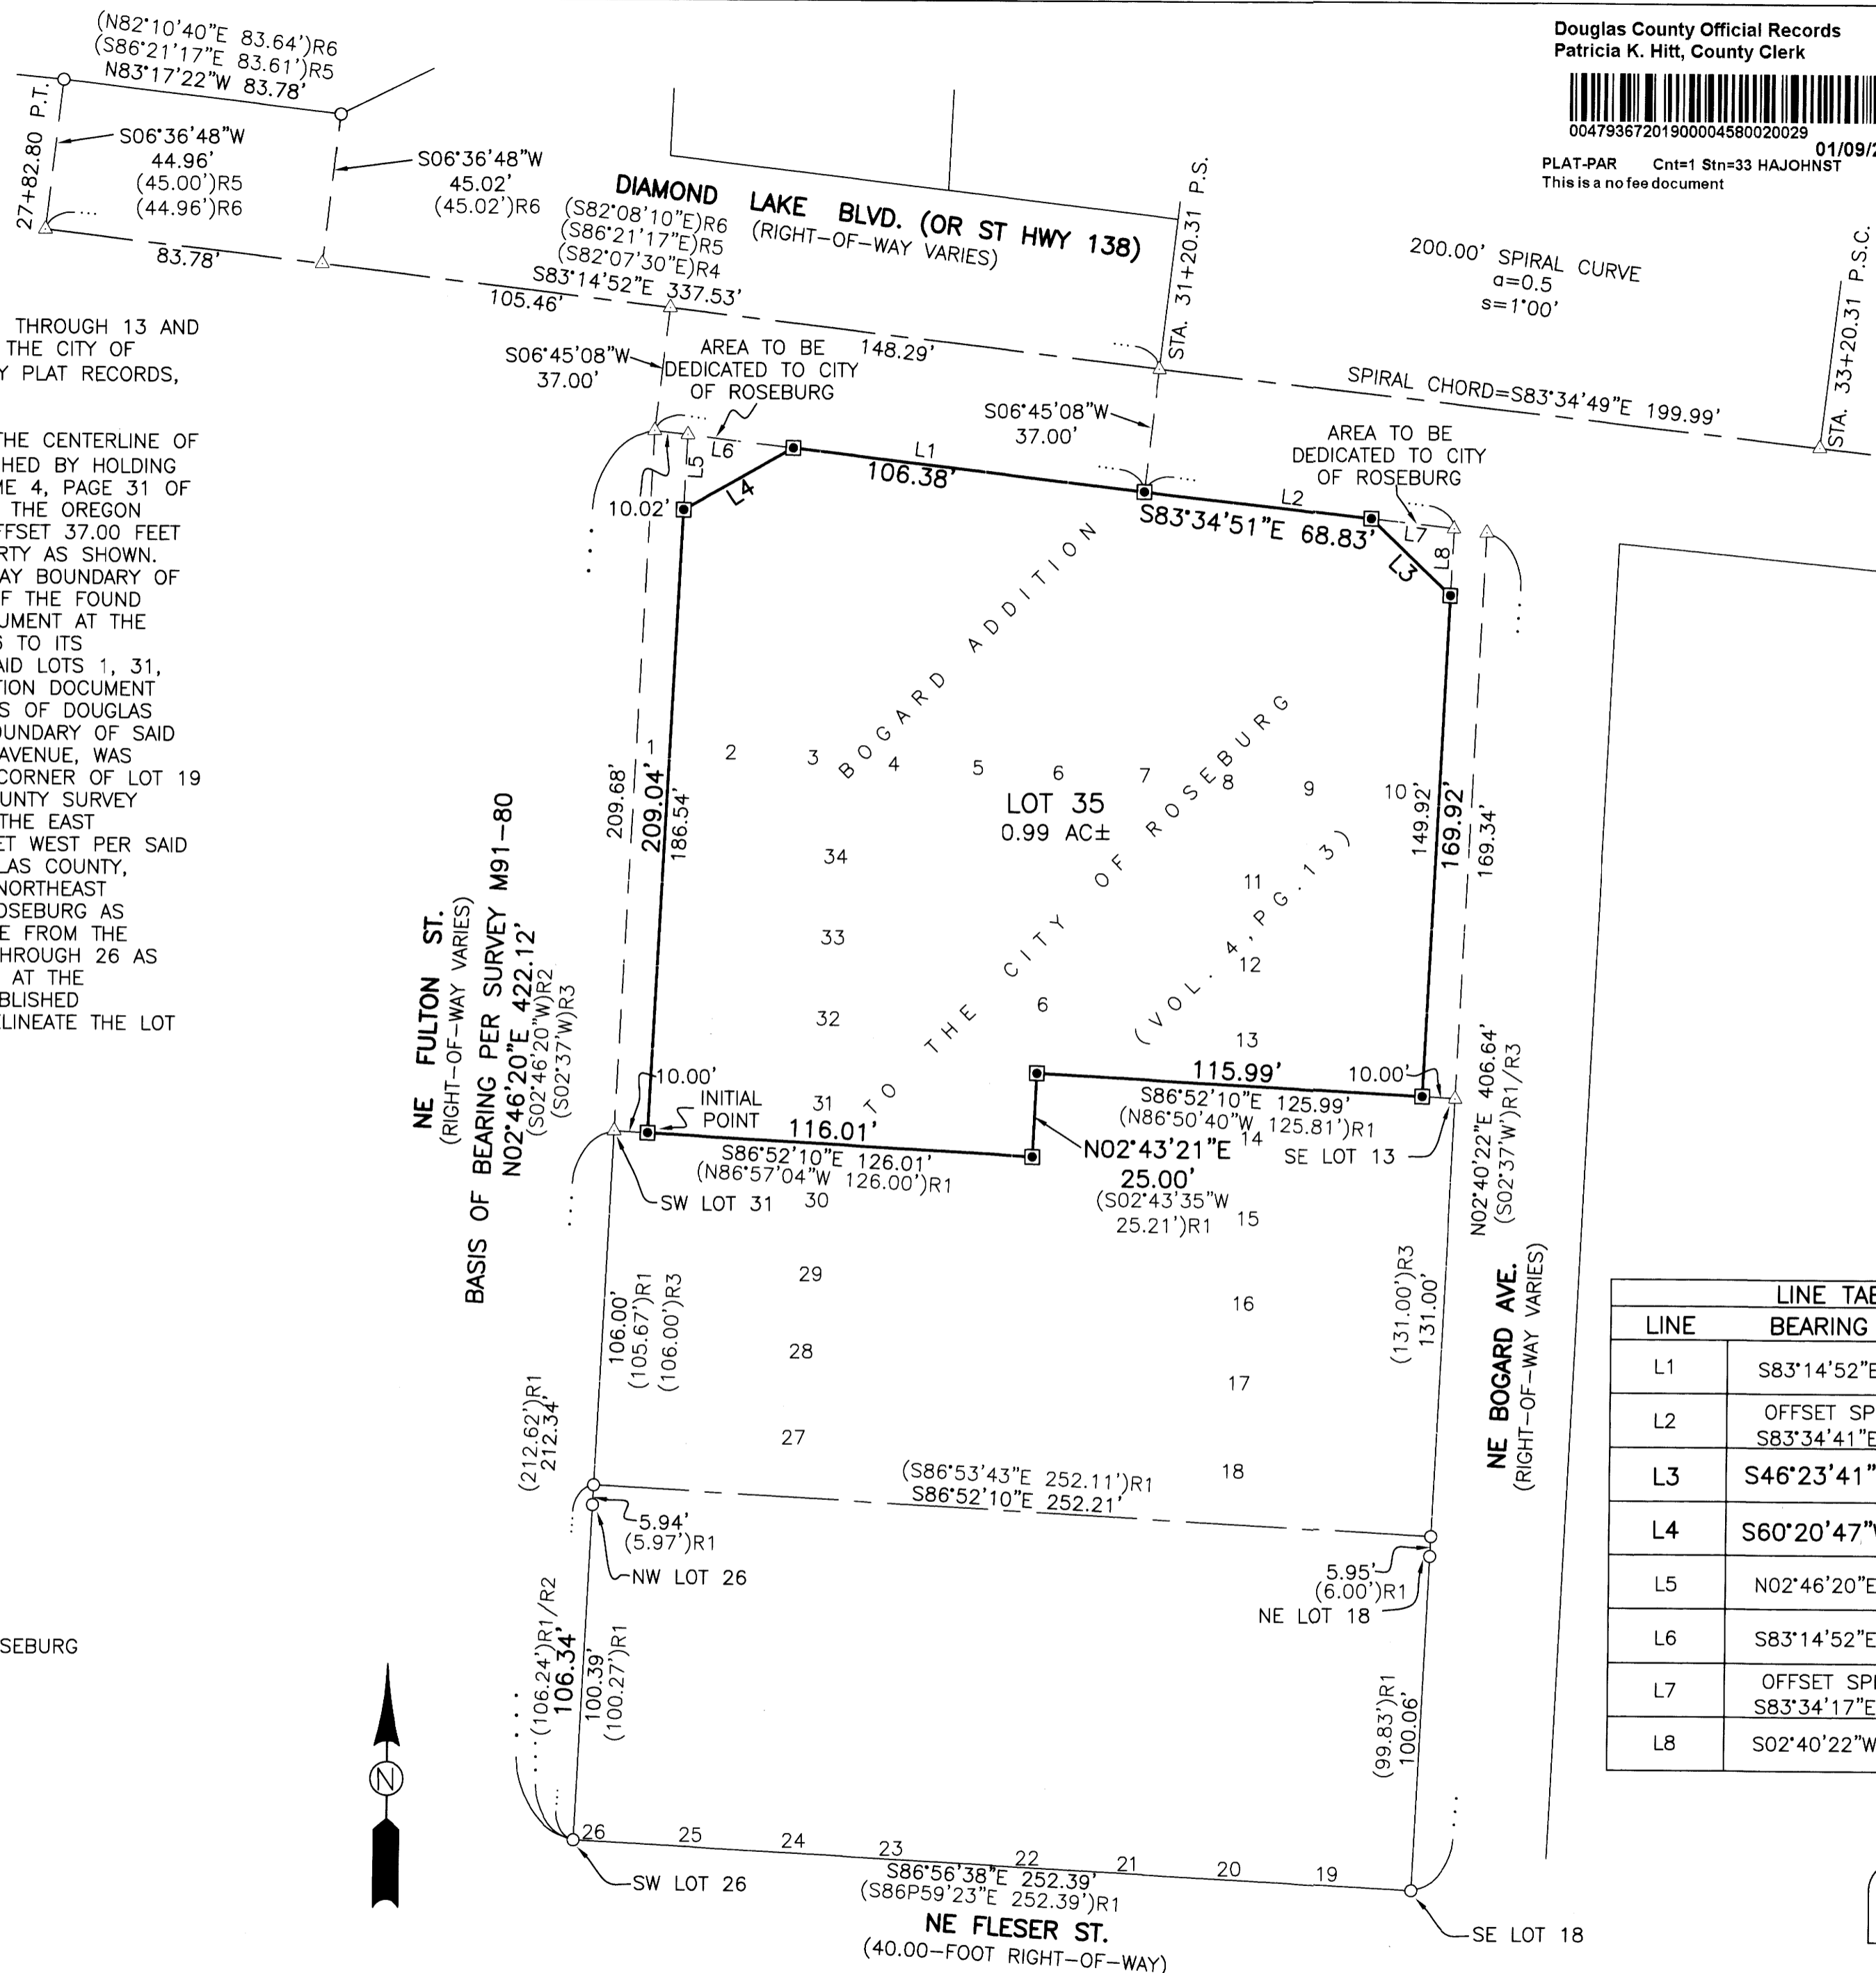 Douglas County Official Records
Patricia K. Hitt, County Clerk
00479367201900004580020029
01/09/2
PLAT-PAR Cnt=1 Stn=33 HAJOHNST
This is a no fee document
(N82°10'40"E 83.64')R6
(S86°21'17"E 83.61')R5
N83°17'22"W 83.78'
27+82.80 P.T.
S06°36'48"W
44.96'
(45.00')R5
(44.96')R6
S06°36'48"W
45.02'
(45.02')R6
83.78'
DIAMOND LAKE BLVD. (OR ST HWY 138)
(RIGHT-OF-WAY VARIES)
(S82°08'10"E)R6
(S86°21'17"E)R5
(S82°07'30"E)R4
S83°14'52"E 337.53'
105.46'
148.29'
STA. 31+20.31 P.S.
200.00' SPIRAL CURVE
a=0.5
s=1°00'
STA. 33+20.31 P.S.C.
SPIRAL CHORD=S83°34'49"E 199.99'
S06°45'08"W
37.00'
AREA TO BE
DEDICATED TO CITY
OF ROSEBURG
S06°45'08"W
37.00'
AREA TO BE
DEDICATED TO CITY
OF ROSEBURG
THROUGH 13 AND
THE CITY OF
Y PLAT RECORDS,
THE CENTERLINE OF
HED BY HOLDING
ME 4, PAGE 31 OF
THE OREGON
FFSET 37.00 FEET
RTY AS SHOWN.
AY BOUNDARY OF
F THE FOUND
UMENT AT THE
6 TO ITS
AID LOTS 1, 31,
TION DOCUMENT
S OF DOUGLAS
OUNDARY OF SAID
AVENUE, WAS
CORNER OF LOT 19
UNTY SURVEY
THE EAST
ET WEST PER SAID
LAS COUNTY,
NORTHEAST
OSEBURG AS
E FROM THE
THROUGH 26 AS
AT THE
BLISHED
ELINEATE THE LOT
SEBURG
L6
L5
L4
10.02'
L1
106.38'
L2
S83°34'51"E 68.83'
L7
L8
L3
BOGARD ADDITION
TO THE CITY OF ROSEBURG
(VOL. 4, PG. 13)
1
2
3
4
5
6
7
8
9
10
LOT 35
0.99 AC±
34
11
33
12
32
6
13
31
14
30
15
29
16
28
17
27
18
209.68'
209.04'
186.54'
149.92'
169.92'
169.34'
NE FULTON ST.
(RIGHT-OF-WAY VARIES)
BASIS OF BEARING PER SURVEY M91-80
N02°46'20"E 422.12'
(S02°46'20"W)R2
(S02°37'W)R3
10.00'
INITIAL
POINT
116.01'
S86°52'10"E 126.01'
(N86°57'04"W 126.00')R1
SW LOT 31
115.99'
10.00'
S86°52'10"E 125.99'
(N86°50'40"W 125.81')R1
N02°43'21"E
25.00'
(S02°43'35"W
25.21')R1
SE LOT 13
N02°40'22"E 406.64'
(S02°37'W')R1/R3
NE BOGARD AVE.
(RIGHT-OF-WAY VARIES)
(131.00')R3
131.00'
106.00'
(105.67')R1
(106.00')R3
(212.62')R1
212.34'
(S86°53'43"E 252.11')R1
S86°52'10"E 252.21'
5.94'
(5.97')R1
NW LOT 26
5.95'
(6.00')R1
NE LOT 18
(106.24')R1/R2
106.34'
100.39'
(100.27')R1
(99.83')R1
100.06'
N
26
25
24
23
22
21
20
19
SW LOT 26
S86°56'38"E 252.39'
(S86P59'23"E 252.39')R1
NE FLESER ST.
(40.00-FOOT RIGHT-OF-WAY)
SE LOT 18
LINE TAB
LINE BEARING
L1 S83°14'52"E
L2 OFFSET SP
S83°34'41"E
L3 S46°23'41"
L4 S60°20'47"W
L5 N02°46'20"E
L6 S83°14'52"E
L7 OFFSET SPI
S83°34'17"E
L8 S02°40'22"W